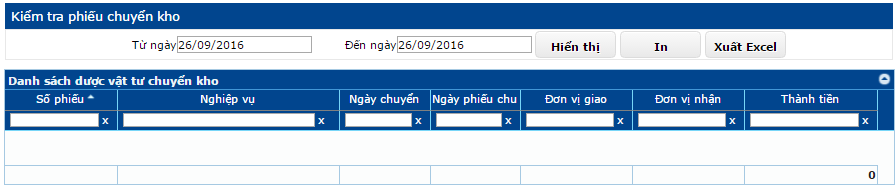 Kiểm tra phiếu chuyển kho
Từ ngày 26/09/2016 Đến ngày 26/09/2016 Hiển thị In Xuất Excel
Danh sách dược vật tư chuyển kho
Số phiếu Nghiệp vụ Ngày chuyển Ngày phiếu chu Đơn vị giao Đơn vị nhận Thành tiền
x x x x x x x
0